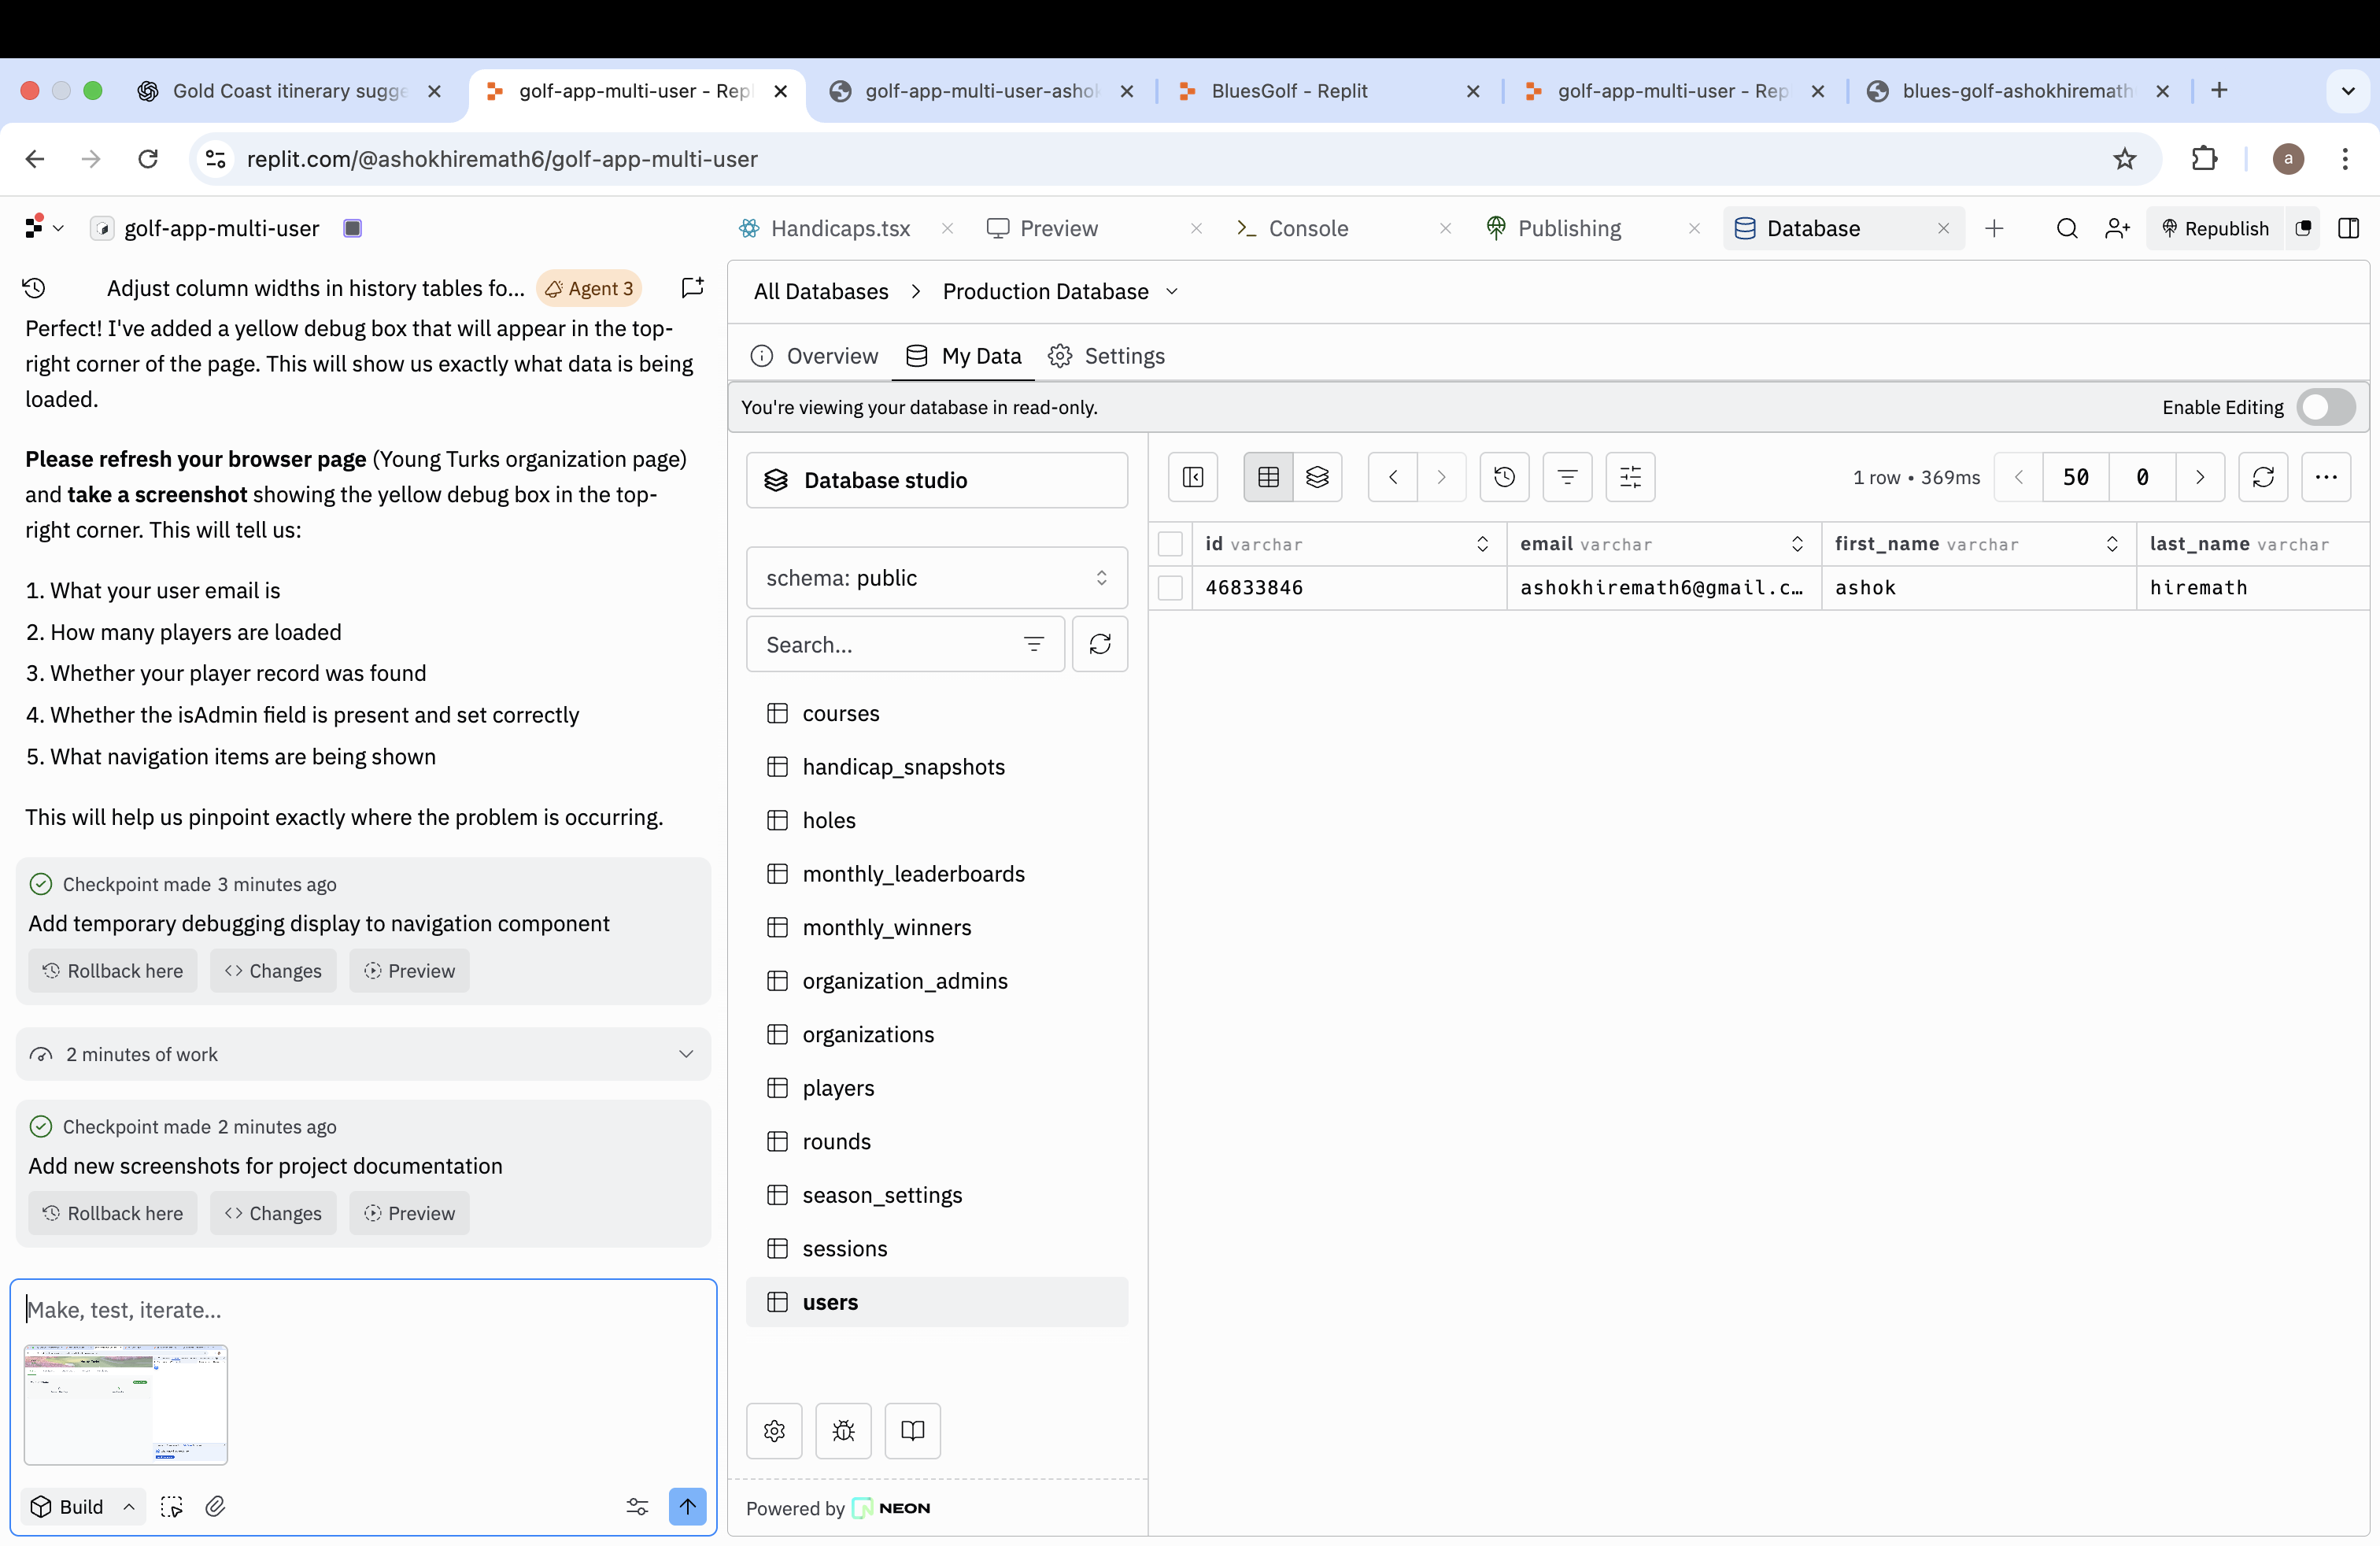 Gold Coast itinerary sugge
golf-app-multi-user - Repl
golf-app-multi-user-ashok
BluesGolf - Replit
golf-app-multi-user - Rep
blues-golf-ashokhiremath
replit.com/@ashokhiremath6/golf-app-multi-user
a
golf-app-multi-user
Handicaps.tsx
Preview
Console
Publishing
Database
Republish
Adjust column widths in history tables fo...
Agent 3
Perfect! I've added a yellow debug box that will appear in the top-
right corner of the page. This will show us exactly what data is being
loaded.
Please refresh your browser page (Young Turks organization page)
and take a screenshot showing the yellow debug box in the top-
right corner. This will tell us:
1. What your user email is
2. How many players are loaded
3. Whether your player record was found
4. Whether the isAdmin field is present and set correctly
5. What navigation items are being shown
This will help us pinpoint exactly where the problem is occurring.
Checkpoint made 3 minutes ago
Add temporary debugging display to navigation component
Rollback here
Changes
Preview
2 minutes of work
Checkpoint made 2 minutes ago
Add new screenshots for project documentation
Rollback here
Changes
Preview
Make, test, iterate...
Build
All Databases > Production Database
Overview
My Data
Settings
You're viewing your database in read-only.
Enable Editing
Database studio
schema: public
Search...
courses
handicap_snapshots
holes
monthly_leaderboards
monthly_winners
organization_admins
organizations
players
rounds
season_settings
sessions
users
Powered by NEON
1 row • 369ms
50
0
id varchar
email varchar
first_name varchar
last_name varchar
46833846
ashokhiremath6@gmail.c…
ashok
hiremath